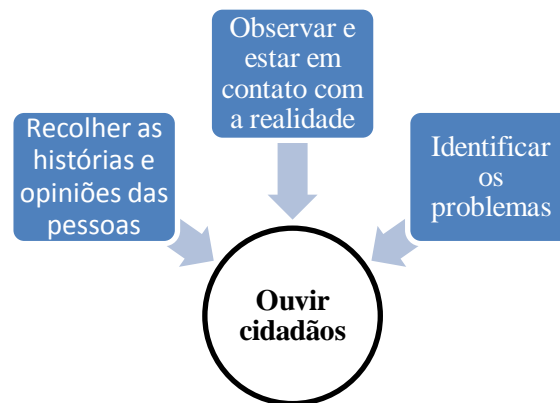 Recolher as
histórias e
opiniões das
pessoas
Observar e
estar em
contato com
a realidade
Identificar
os
problemas
Ouvir
cidadãos